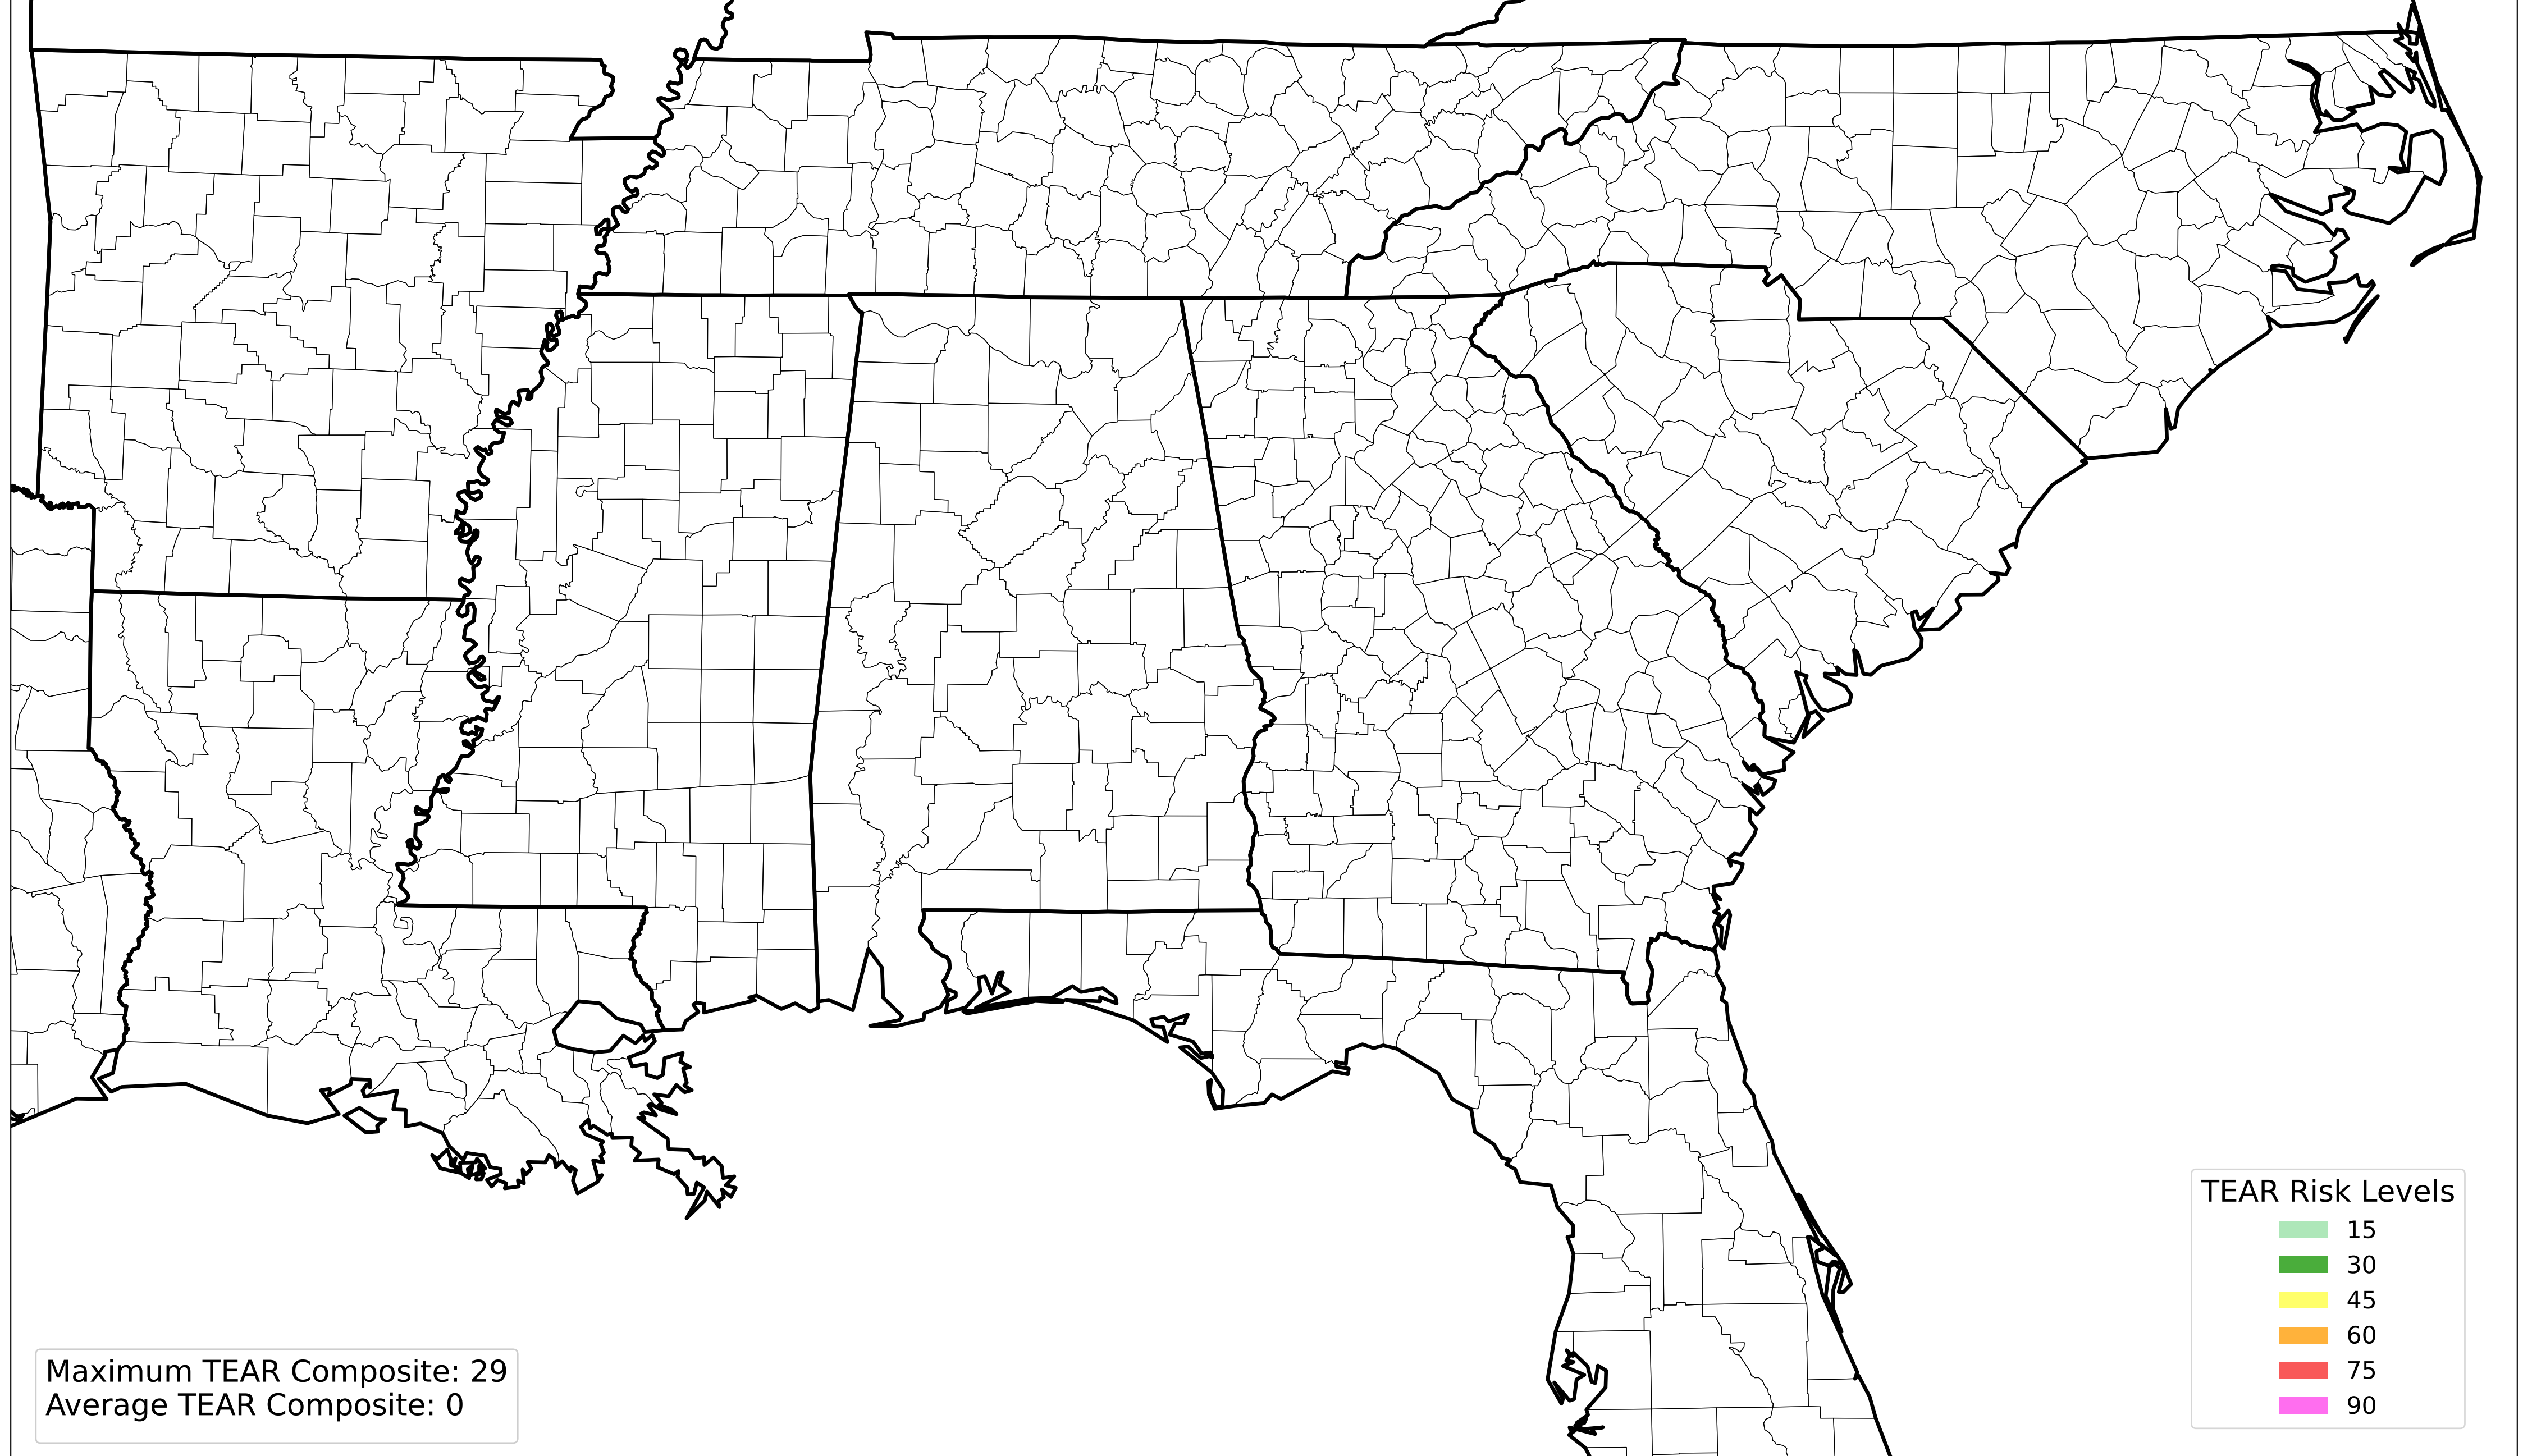 TEAR Risk Levels
15
30
45
60
75
90
Maximum TEAR Composite: 29
Average TEAR Composite: 0